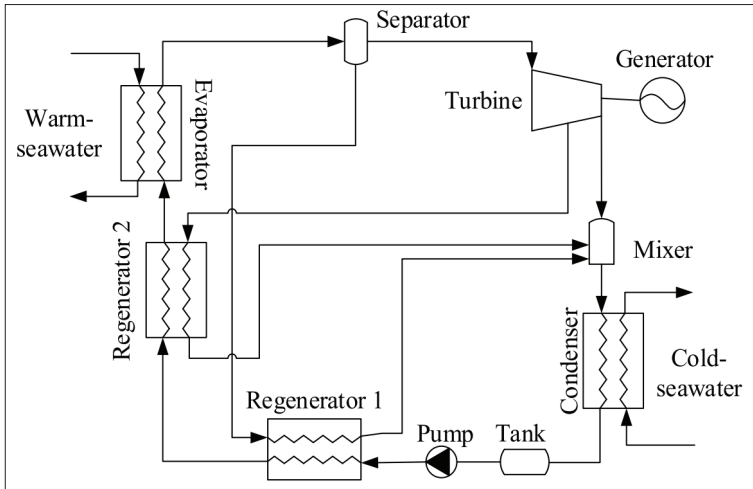 Separator
Generator
Turbine
Evaporator
Warm-
seawater
Regenerator 2
Mixer
Condenser
Cold-
seawater
Regenerator 1
Pump
Tank